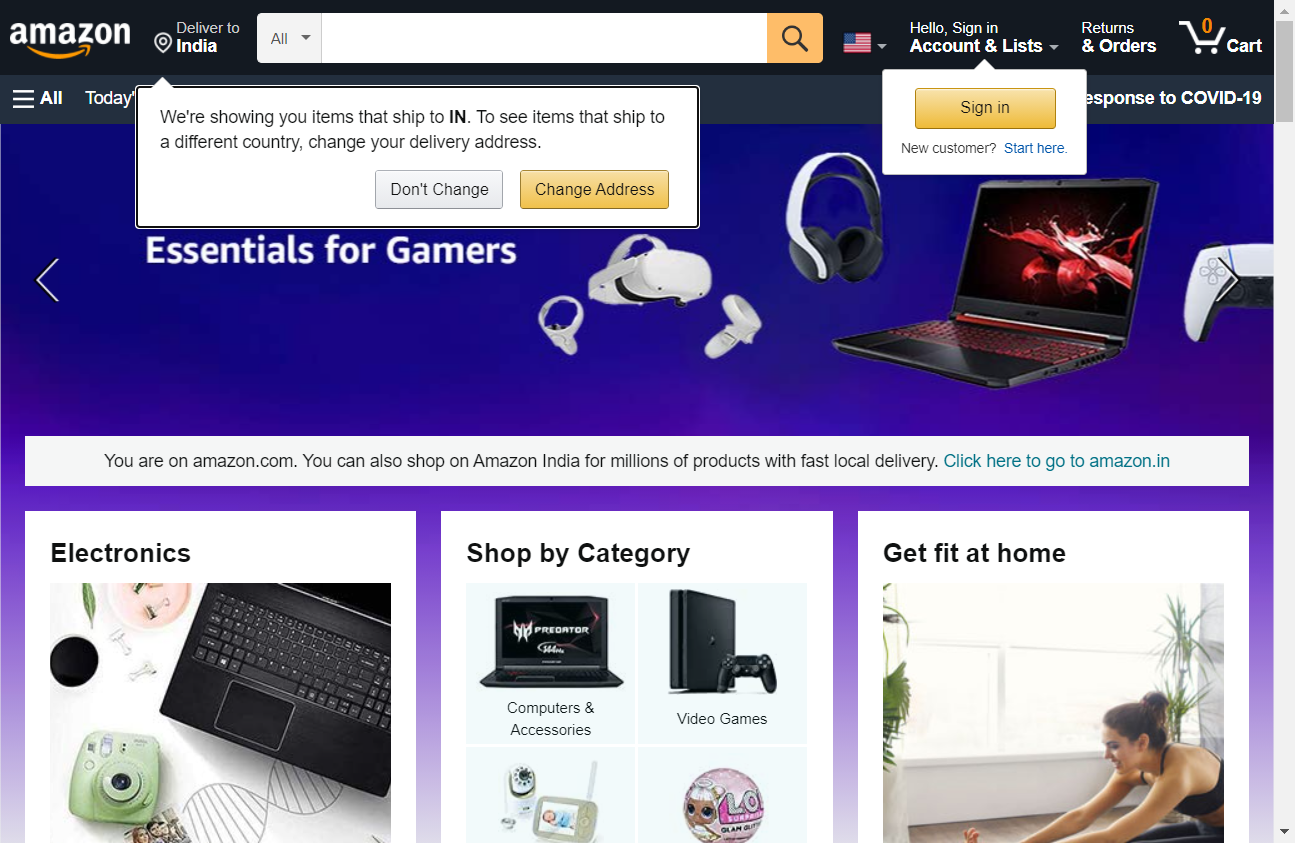 amazon
Deliver to
India
All
Hello, Sign in
Account & Lists
Returns
& Orders
0
Cart
All
Today'
esponse to COVID-19
We're showing you items that ship to IN. To see items that ship to
a different country, change your delivery address.
Don't Change
Change Address
Sign in
New customer? Start here.
Essentials for Gamers
You are on amazon.com. You can also shop on Amazon India for millions of products with fast local delivery. Click here to go to amazon.in
Electronics
Shop by Category
Get fit at home
PREDATOR
144Hz
Computers &
Accessories
Video Games
L.O.L.
SURPRISE
GLAM GLITTER